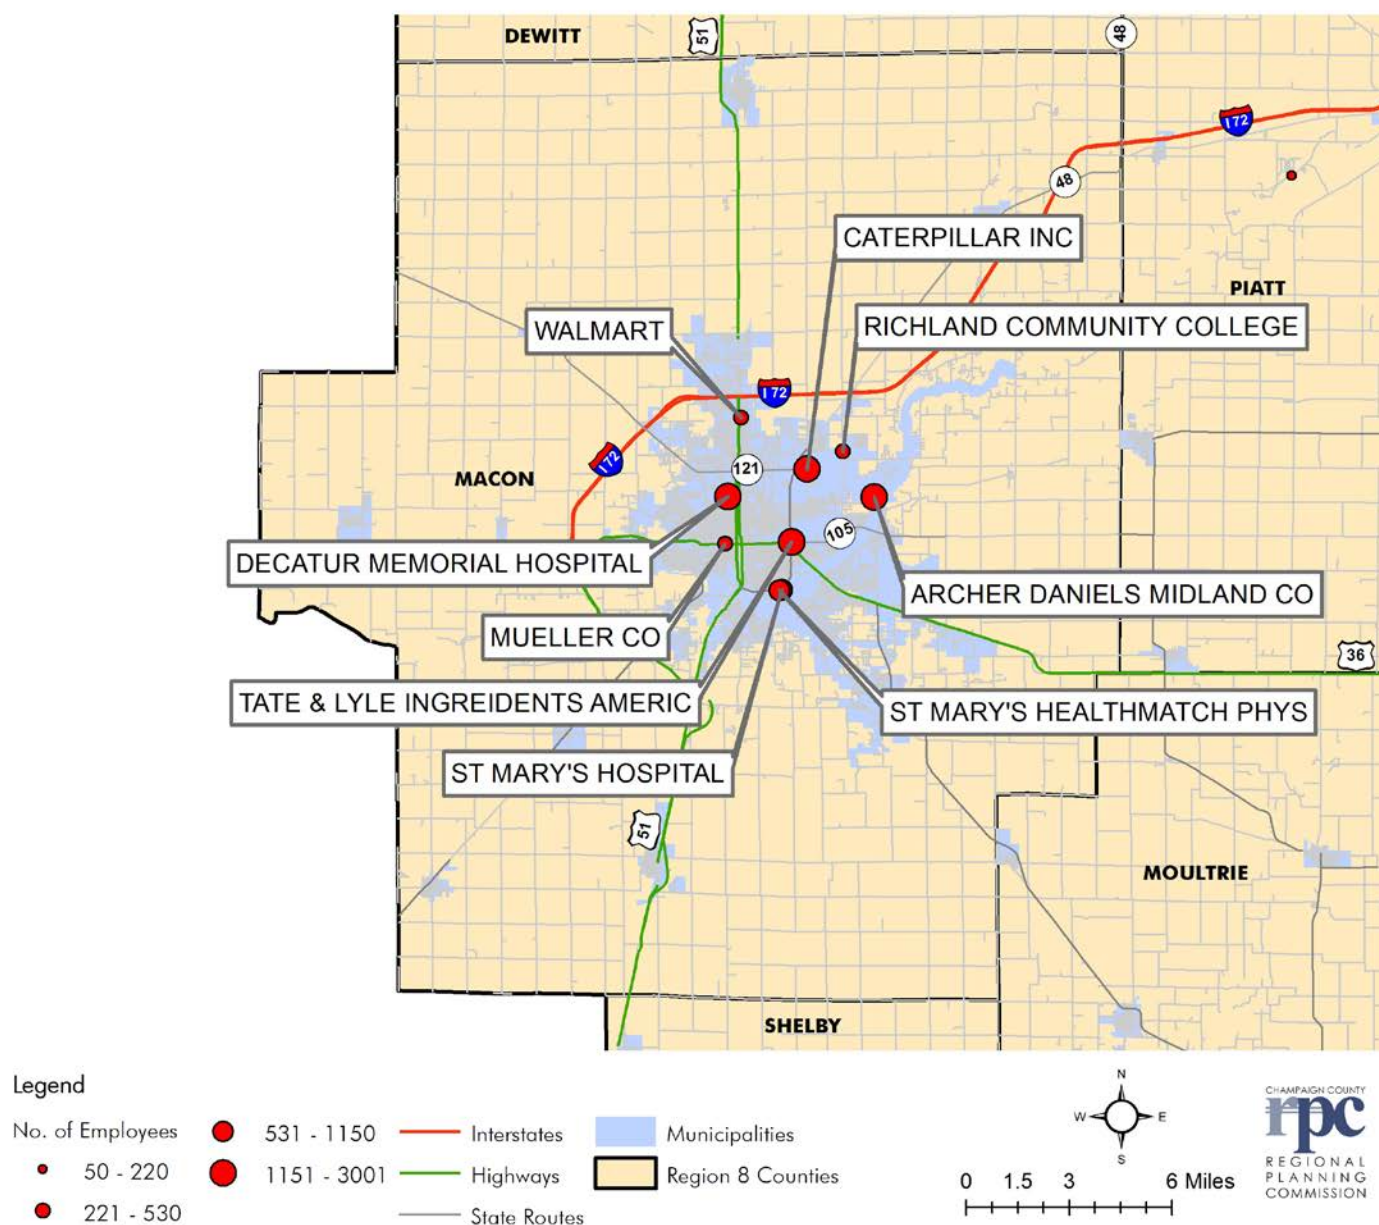 DEWITT
51
48
I 72
48
CATERPILLAR INC
PIATT
WALMART
RICHLAND COMMUNITY COLLEGE
I 72
I 72
121
MACON
105
DECATUR MEMORIAL HOSPITAL
ARCHER DANIELS MIDLAND CO
MUELLER CO
36
TATE & LYLE INGREIDENTS AMERIC
ST MARY'S HEALTHMATCH PHYS
ST MARY'S HOSPITAL
51
MOULTRIE
SHELBY
Legend
No. of Employees
50 - 220
221 - 530
531 - 1150
1151 - 3001
Interstates
Highways
State Routes
Municipalities
Region 8 Counties
N
W E
S
0 1.5 3 6 Miles
CHAMPAIGN COUNTY
rpc
REGIONAL
PLANNING
COMMISSION